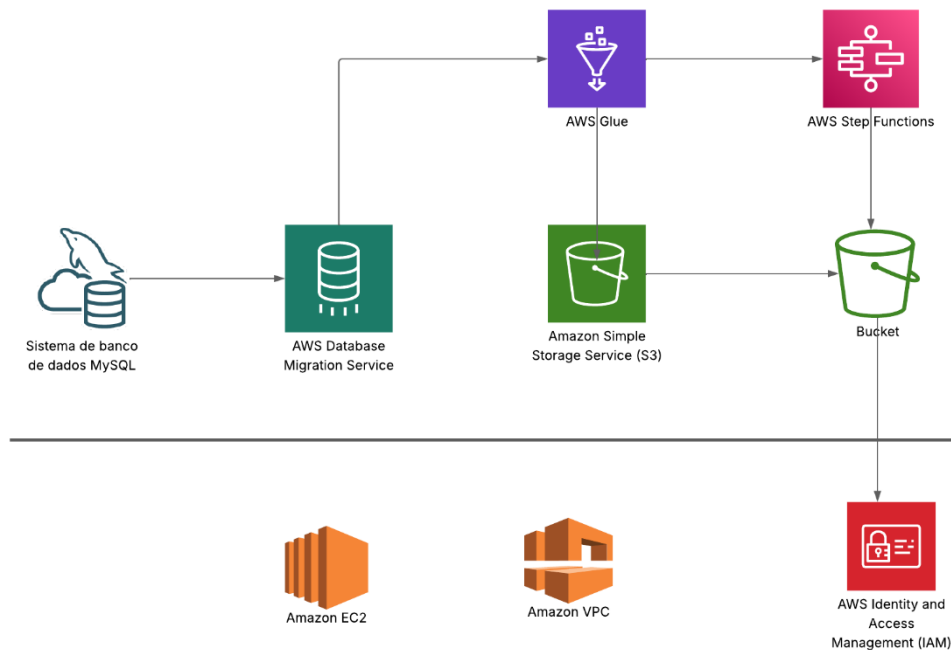 AWS Glue
AWS Step Functions
Sistema de banco
de dados MySQL
AWS Database
Migration Service
Amazon Simple
Storage Service (S3)
Bucket
Amazon EC2
Amazon VPC
AWS Identity and
Access
Management (IAM)